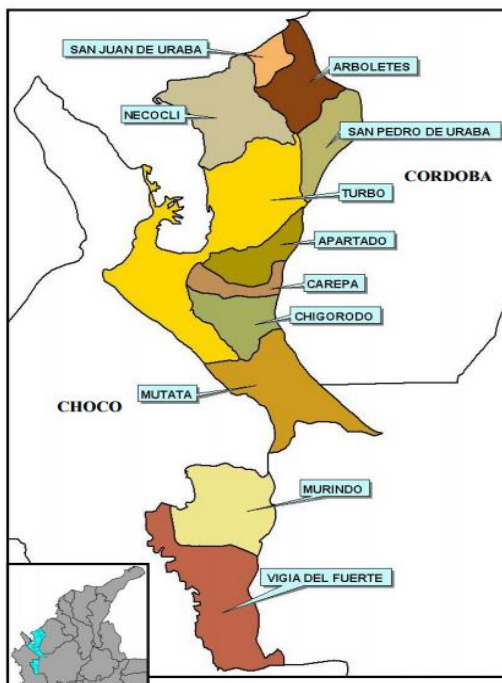 SAN JUAN DE URABA
ARBOLETES
NECOCLI
SAN PEDRO DE URABA
CORDOBA
TURBO
APARTADO
CAREPA
CHIGORODO
MUTATA
CHOCO
MURINDO
VIGIA DEL FUERTE